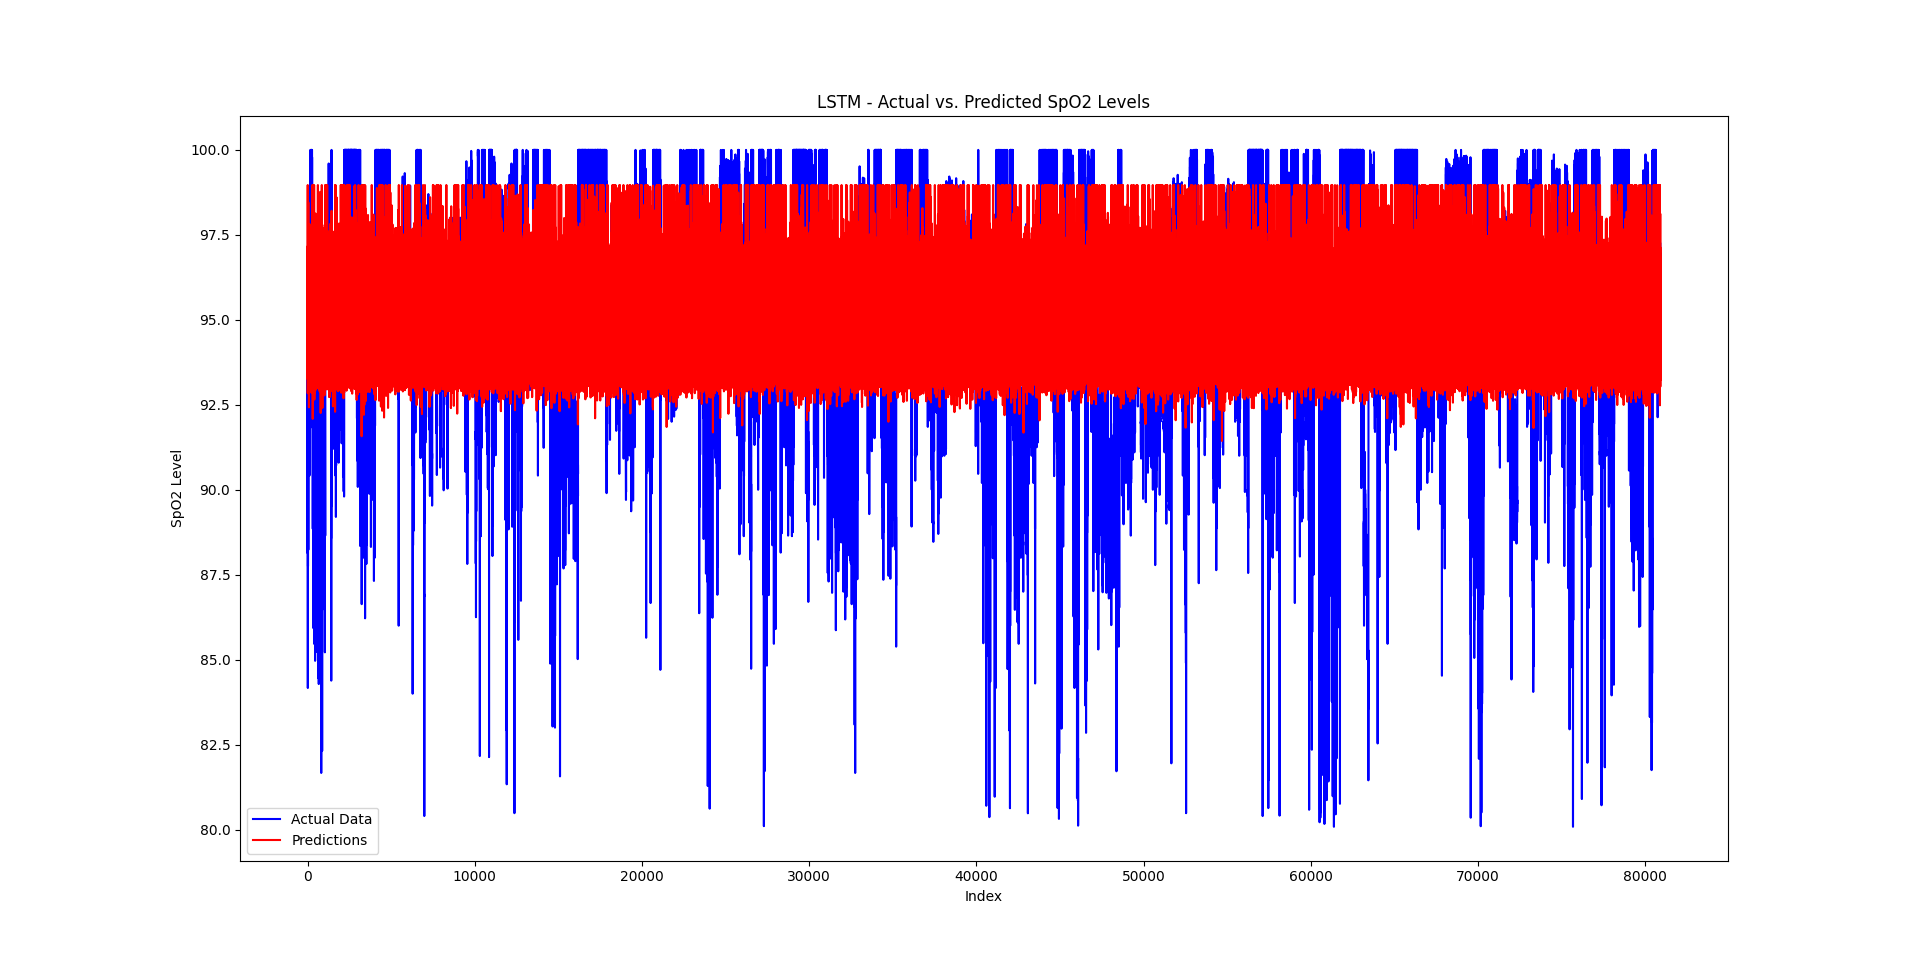 LSTM - Actual vs. Predicted SpO2 Levels
100.0
97.5
95.0
92.5
90.0
87.5
85.0
82.5
80.0
SpO2 Level
Actual Data
Predictions
0 10000 20000 30000 40000 50000 60000 70000 80000
Index